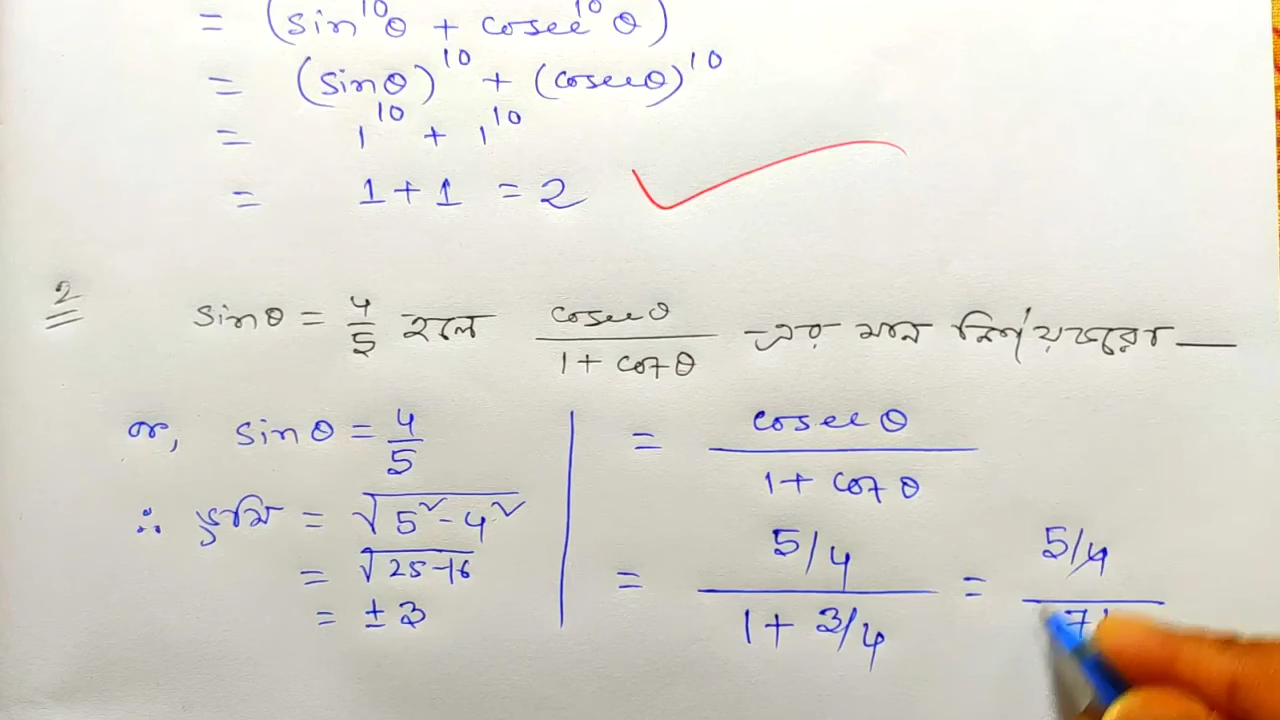 = (sin¹⁰θ + cosec¹⁰θ)
= (sinθ)¹⁰ + (cosecθ)¹⁰
= 1¹⁰ + 1¹⁰
= 1+1 = 2
2 sinθ = 4/5 হলে cosecθ/1+cotθ -এর মান নির্ণয় করো—
or, sinθ = 4/5
∴ ভুমি = √5²-4²
= √25-16
= ±3
= cosecθ/1+cotθ
= 5/4/1+3/4 = 5/4/7